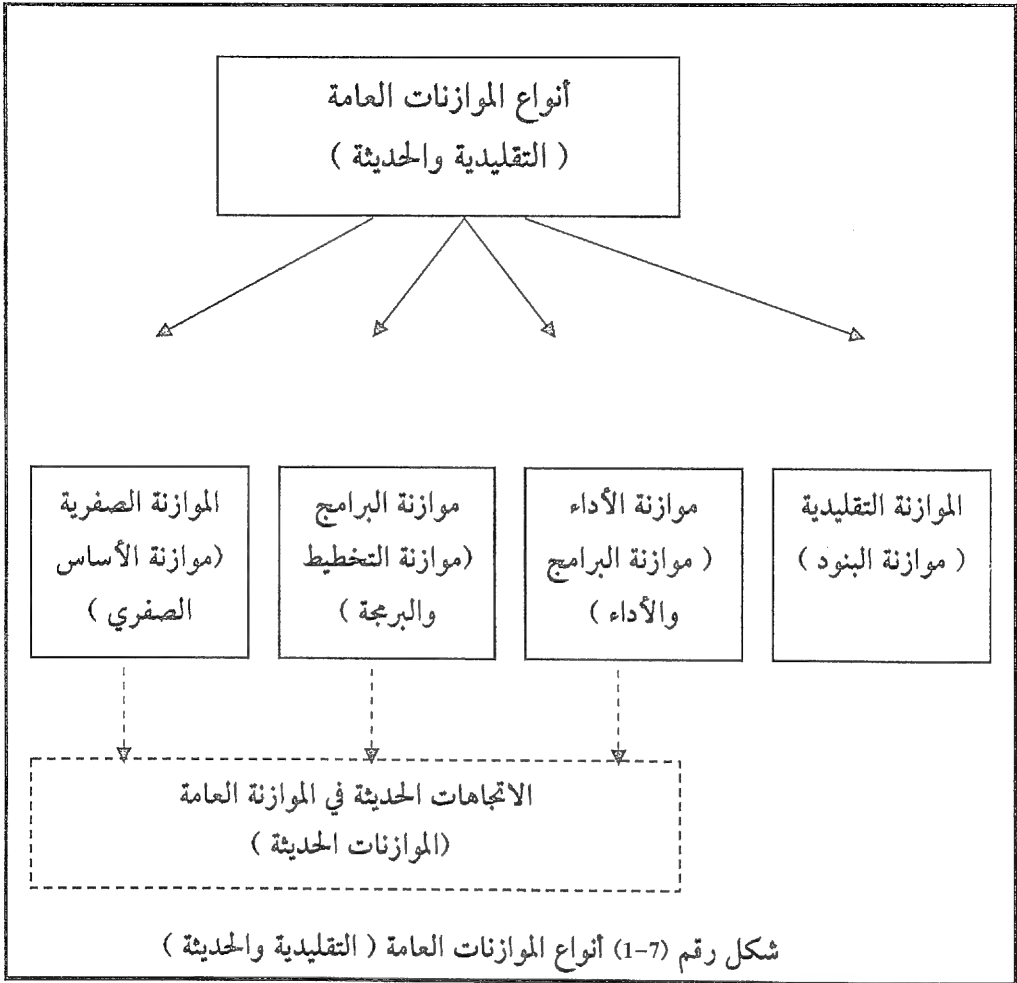 أنواع الموازنات العامة
( التقليدية والحديثة )
الموازنة التقليدية
( موازنة البنود )
موازنة الأداء
( موازنة البرامج
والأداء )
موازنة البرامج
(موازنة التخطيط
والبرمجة )
الموازنة الصفرية
(موازنة الأساس
الصفري )
الاتجاهات الحديثة في الموازنة العامة
(الموازنات الحديثة )
شكل رقم (7-1) أنواع الموازنات العامة ( التقليدية والحديثة )